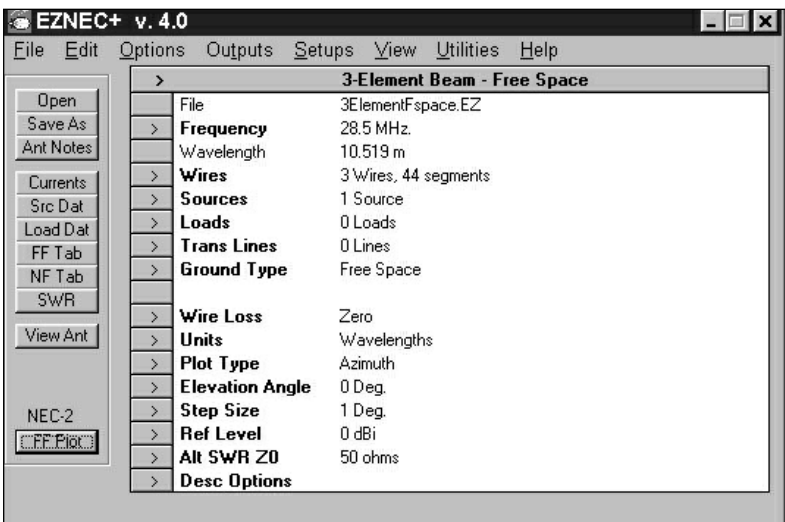 EZNEC+ v. 4.0
File Edit Options Outputs Setups View Utilities Help
> 3-Element Beam - Free Space
Open
Save As
Ant Notes
Currents
Src Dat
Load Dat
FF Tab
NF Tab
SWR
View Ant
NEC-2
FF Plot
File 3ElementFspace.EZ
> Frequency 28.5 MHz.
Wavelength 10.519 m
> Wires 3 Wires, 44 segments
> Sources 1 Source
> Loads 0 Loads
> Trans Lines 0 Lines
> Ground Type Free Space
> Wire Loss Zero
> Units Wavelengths
> Plot Type Azimuth
> Elevation Angle 0 Deg.
> Step Size 1 Deg.
> Ref Level 0 dBi
> Alt SWR Z0 50 ohms
> Desc Options